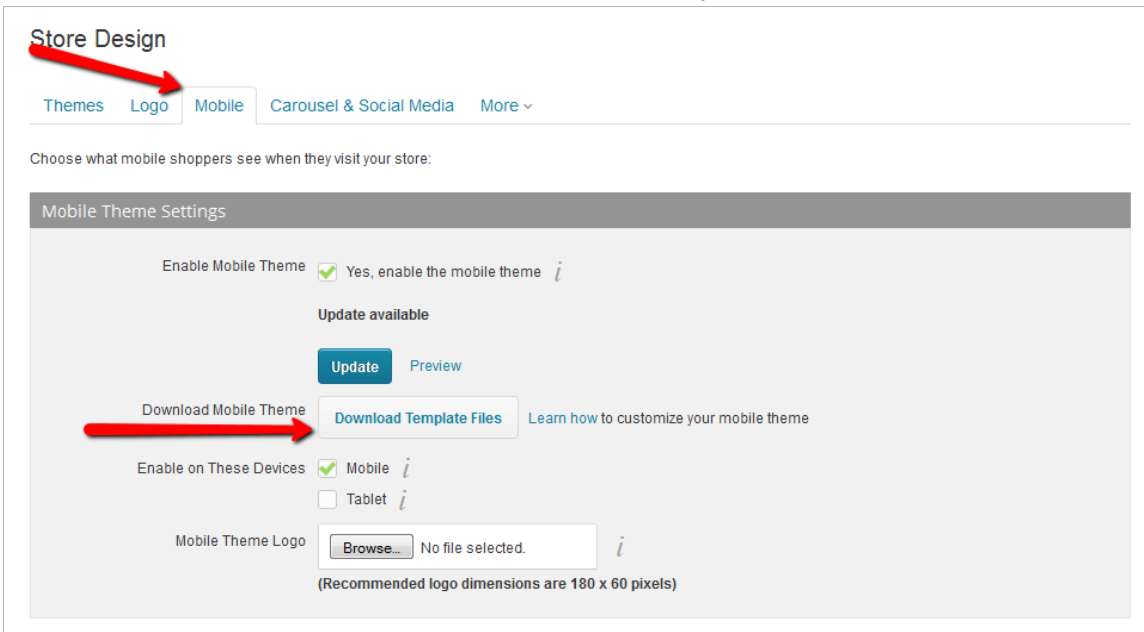 Store Design
Themes Logo Mobile Carousel & Social Media More
Choose what mobile shoppers see when they visit your store:
Mobile Theme Settings
Enable Mobile Theme Yes, enable the mobile theme i
Update available
Update Preview
Download Mobile Theme Download Template Files Learn how to customize your mobile theme
Enable on These Devices Mobile i
Tablet i
Mobile Theme Logo Browse... No file selected. i
(Recommended logo dimensions are 180 x 60 pixels)